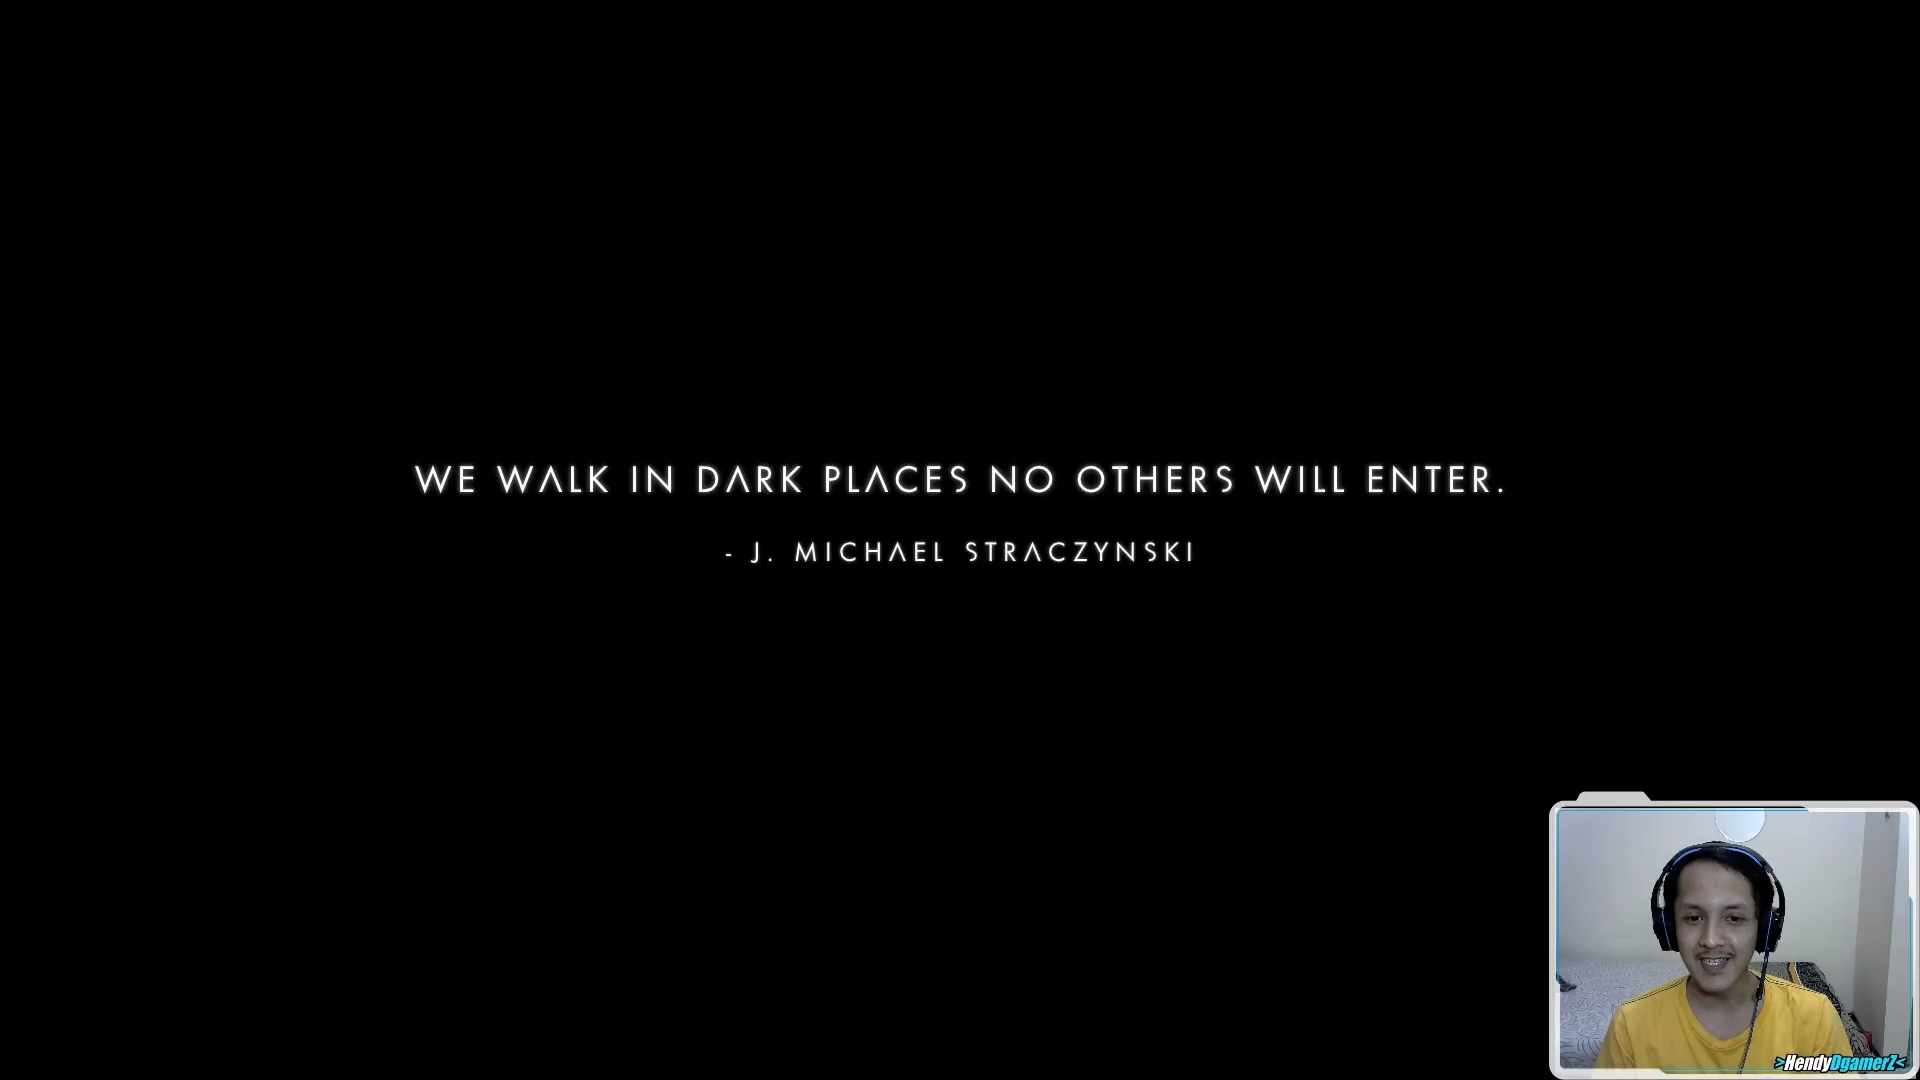 WE WALK IN DARK PLACES NO OTHERS WILL ENTER.
- J. MICHAEL STRACZYNSKI
>HendyDgamerZ<